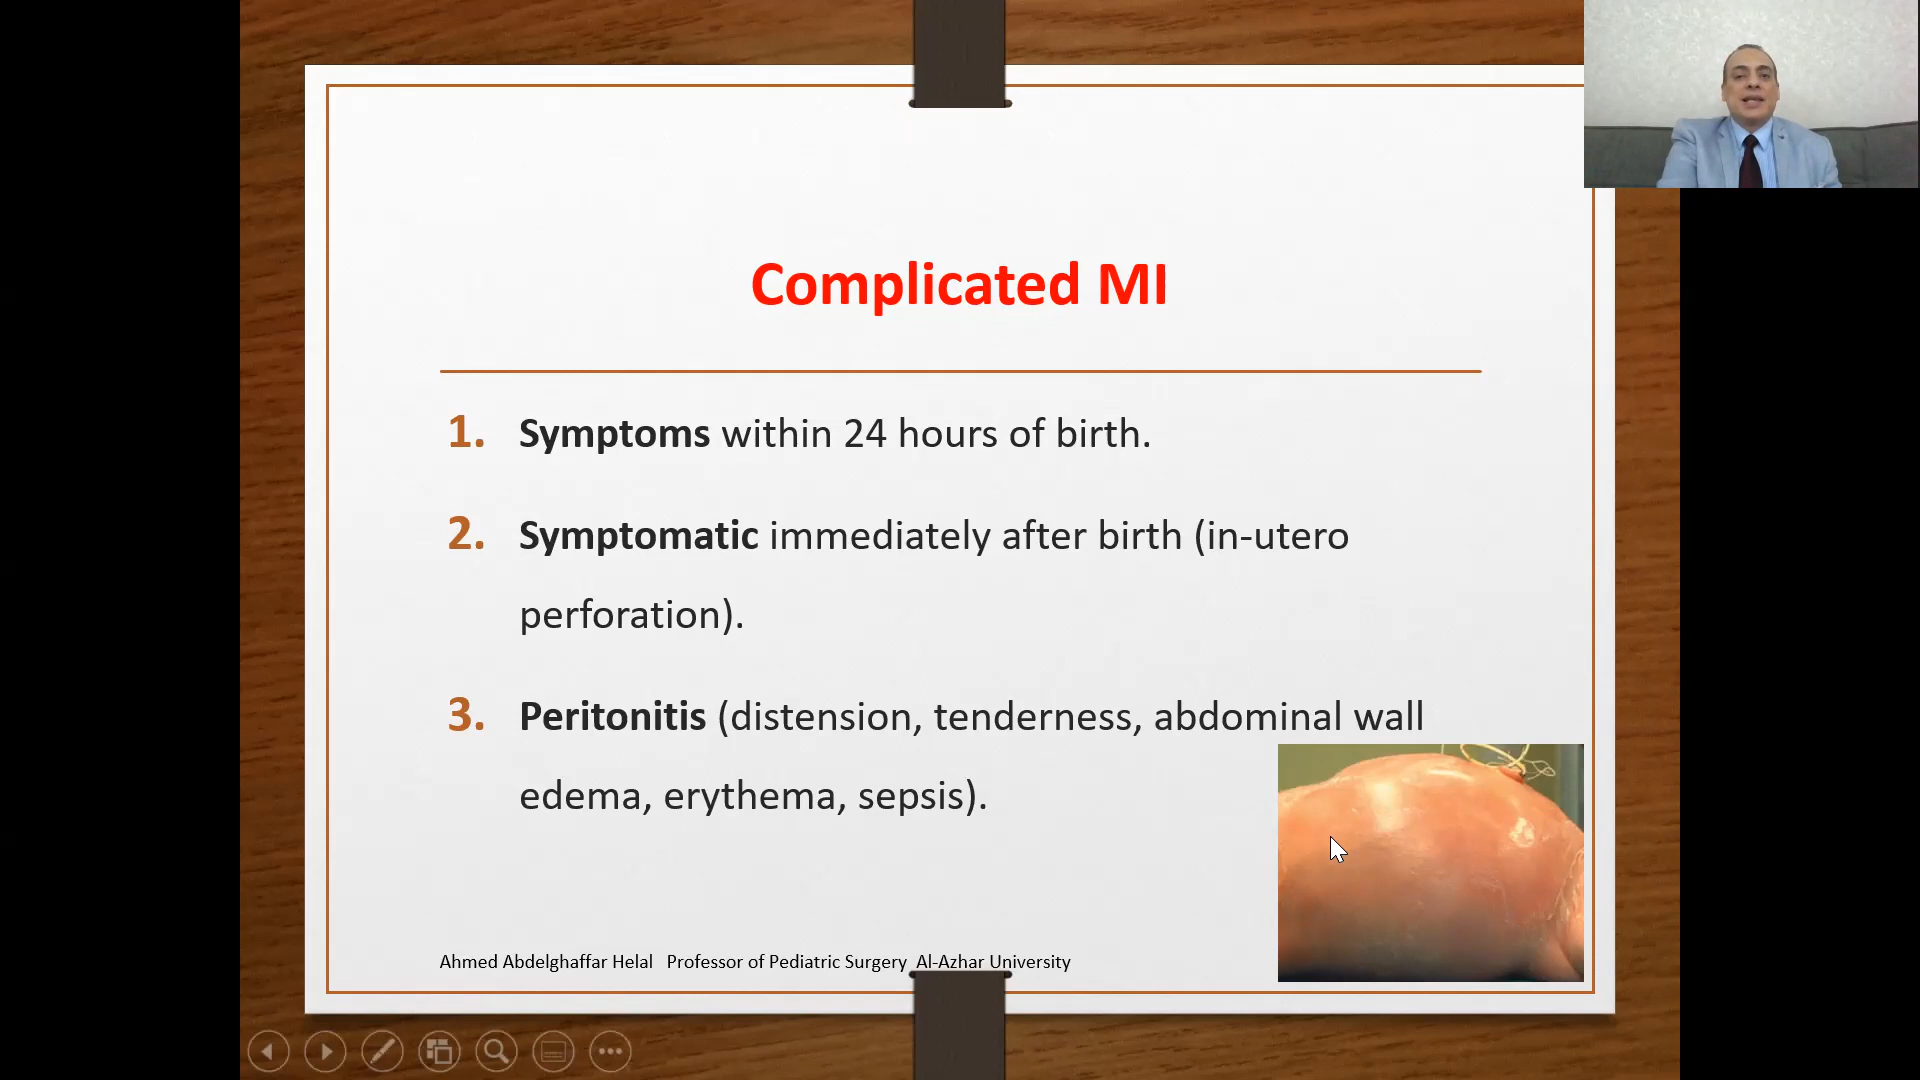 Complicated MI
1. Symptoms within 24 hours of birth.
2. Symptomatic immediately after birth (in-utero
perforation).
3. Peritonitis (distension, tenderness, abdominal wall
edema, erythema, sepsis).
Ahmed Abdelghaffar Helal Professor of Pediatric Surgery Al-Azhar University